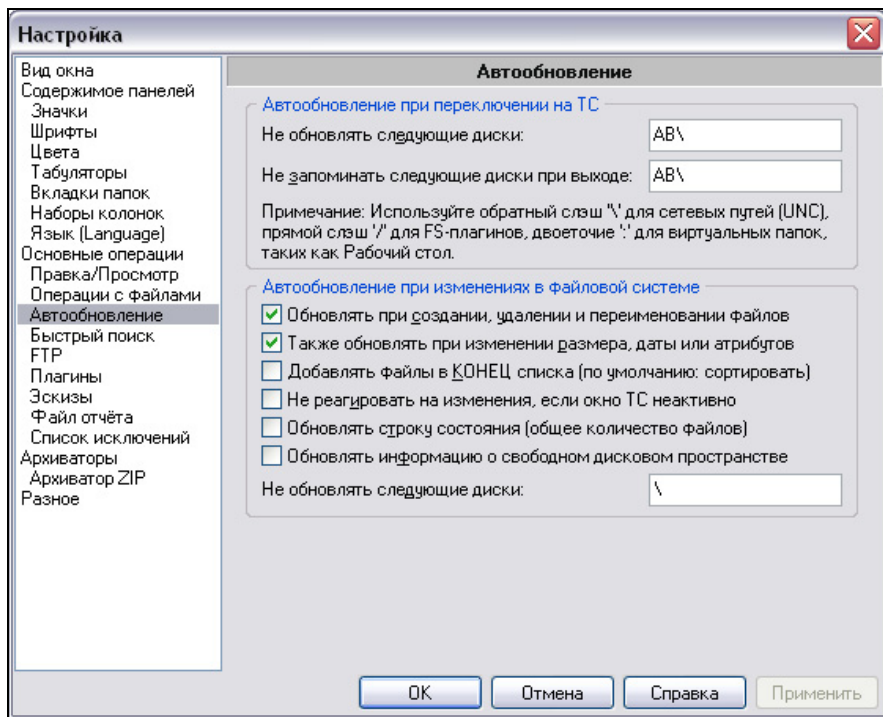 Настройка
Вид окна
Содержимое панелей
Значки
Шрифты
Цвета
Табуляторы
Вкладки папок
Наборы колонок
Язык (Language)
Основные операции
Правка/Просмотр
Операции с файлами
Автообновление
Быстрый поиск
FTP
Плагины
Эскизы
Файл отчёта
Список исключений
Архиваторы
Архиватор ZIP
Разное
Автообновление
Автообновление при переключении на TC
Не обновлять следующие диски: AB\
Не запоминать следующие диски при выходе: AB\
Примечание: Используйте обратный слэш '\' для сетевых путей (UNC),
прямой слэш '/' для FS-плагинов, двоеточие ':' для виртуальных папок,
таких как Рабочий стол.
Автообновление при изменениях в файловой системе
Обновлять при создании, удалении и переименовании файлов
Также обновлять при изменении размера, даты или атрибутов
Добавлять файлы в КОНЕЦ списка (по умолчанию: сортировать)
Не реагировать на изменения, если окно TC неактивно
Обновлять строку состояния (общее количество файлов)
Обновлять информацию о свободном дисковом пространстве
Не обновлять следующие диски: \
OK Отмена Справка Применить